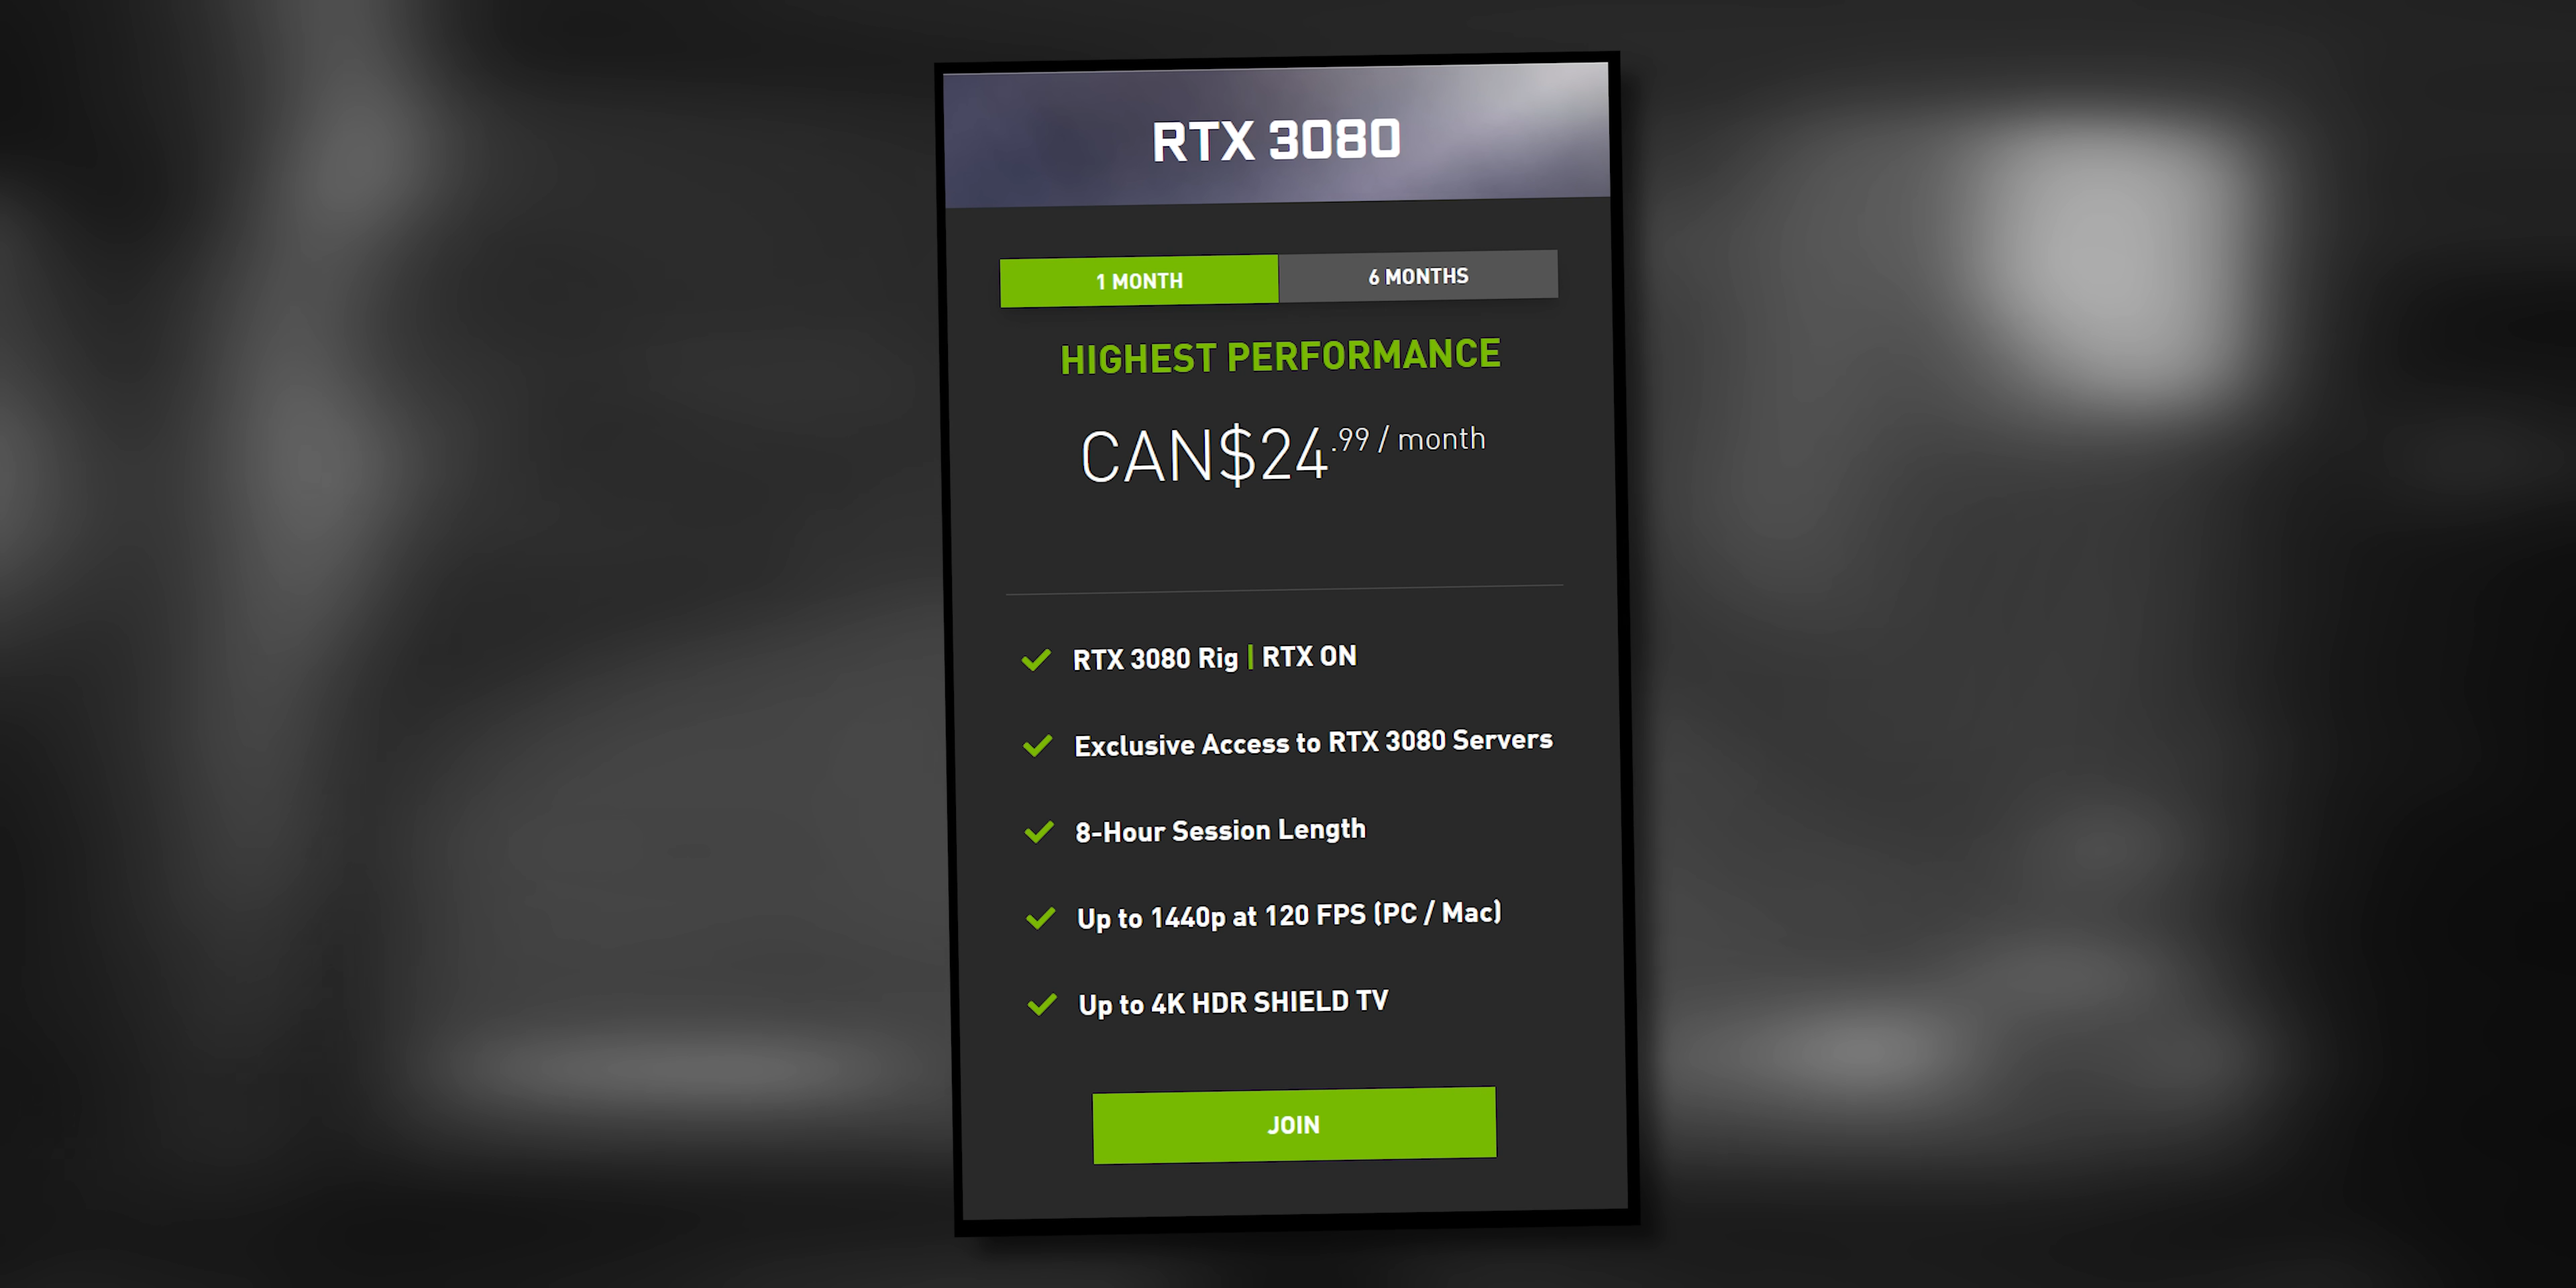 RTX 3080
1 MONTH
6 MONTHS
HIGHEST PERFORMANCE
CAN$24.99 / month
RTX 3080 Rig | RTX ON
Exclusive Access to RTX 3080 Servers
8-Hour Session Length
Up to 1440p at 120 FPS (PC / Mac)
Up to 4K HDR SHIELD TV
JOIN